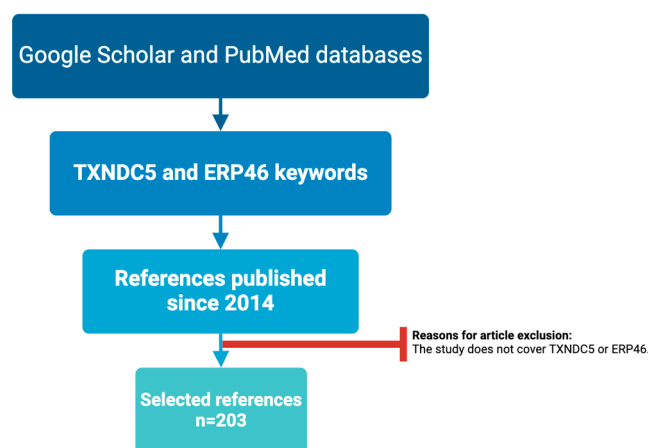 Google Scholar and PubMed databases
TXNDC5 and ERP46 keywords
References published
since 2014
Reasons for article exclusion:
The study does not cover TXNDC5 or ERP46.
Selected references
n=203